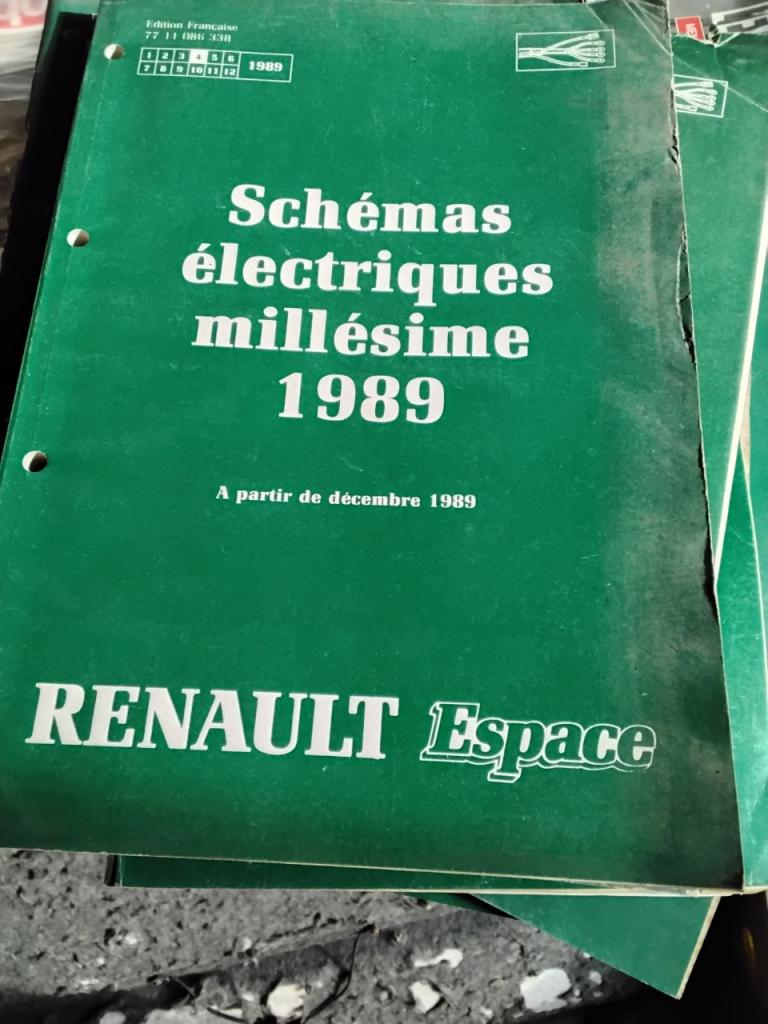 Edition Française
77 11 086 338
1 2 3 4 5 6
7 8 9 10 11 12
1989
Schémas
électriques
millésime
1989
A partir de décembre 1989
RENAULT Espace